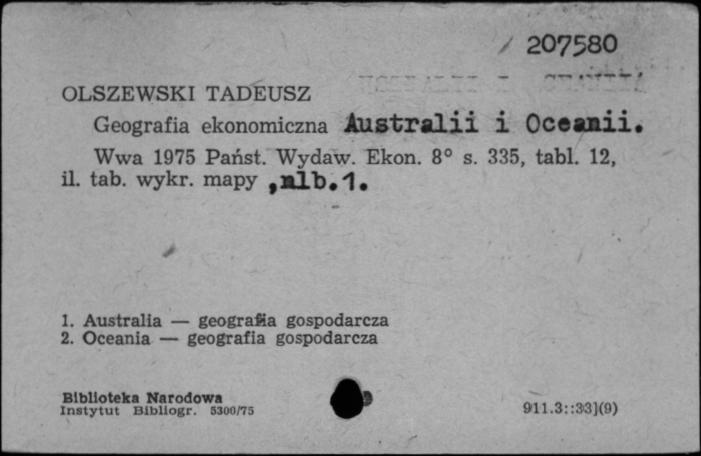 207580
OLSZEWSKI TADEUSZ
Geografia ekonomiczna Australii i Oceanii.
Wwa 1975 Państ. Wydaw. Ekon. 8° s. 335, tabl. 12,
il. tab. wykr. mapy ,nlb.1.
1. Australia — geografia gospodarcza
2. Oceania — geografia gospodarcza
Biblioteka Narodowa
Instytut Bibliogr. 5300/75
911.3::33](9)